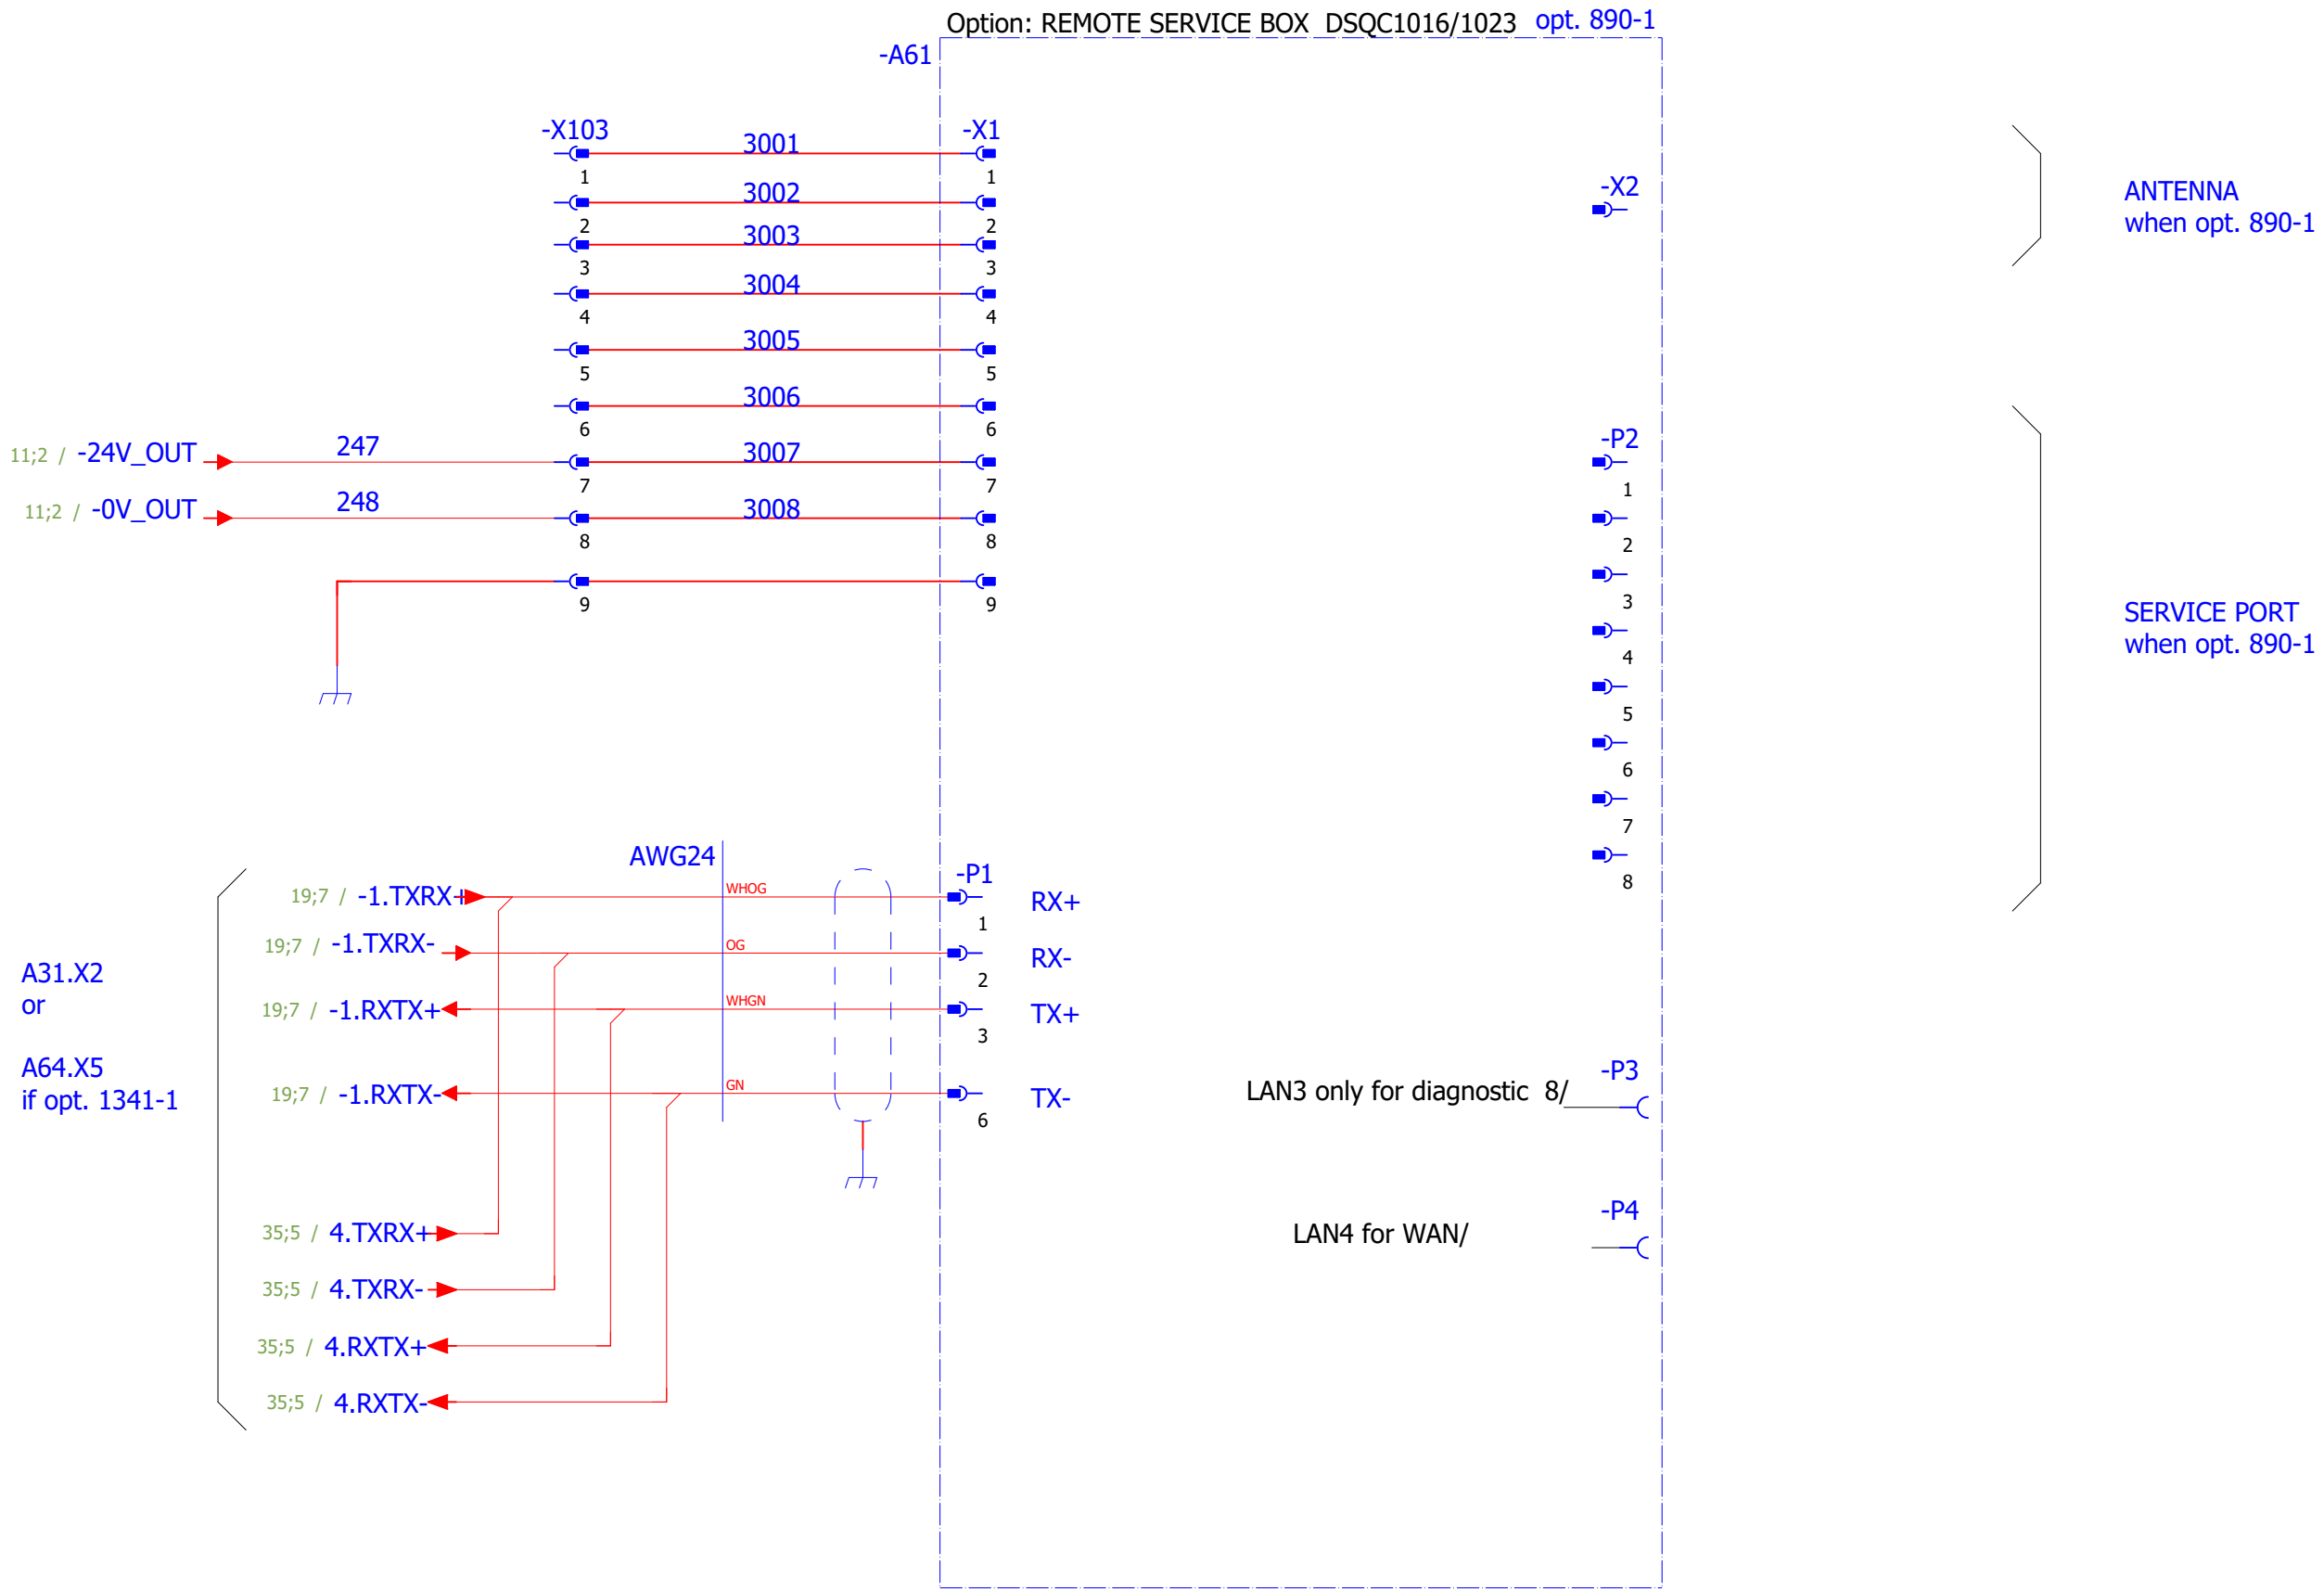 Option: REMOTE SERVICE BOX  DSQC1016/1023  opt. 890-1
-A61
-X103
-X1
3001
1
1
3002
2
2
3003
3
3
3004
4
4
3005
5
5
3006
6
6
11;2 / -24V_OUT
247
3007
7
7
11;2 / -0V_OUT
248
3008
8
8
9
9
-X2
ANTENNA
when opt. 890-1
-P2
1
2
3
4
5
6
7
8
SERVICE PORT
when opt. 890-1
AWG24
-P1
19;7 / -1.TXRX+
WHOG
1
RX+
19;7 / -1.TXRX-
OG
2
RX-
19;7 / -1.RXTX+
WHGN
3
TX+
19;7 / -1.RXTX-
GN
6
TX-
A31.X2
or
A64.X5
if opt. 1341-1
35;5 / 4.TXRX+
35;5 / 4.TXRX-
35;5 / 4.RXTX+
35;5 / 4.RXTX-
-P3
LAN3 only for diagnostic  8/
-P4
LAN4 for WAN/